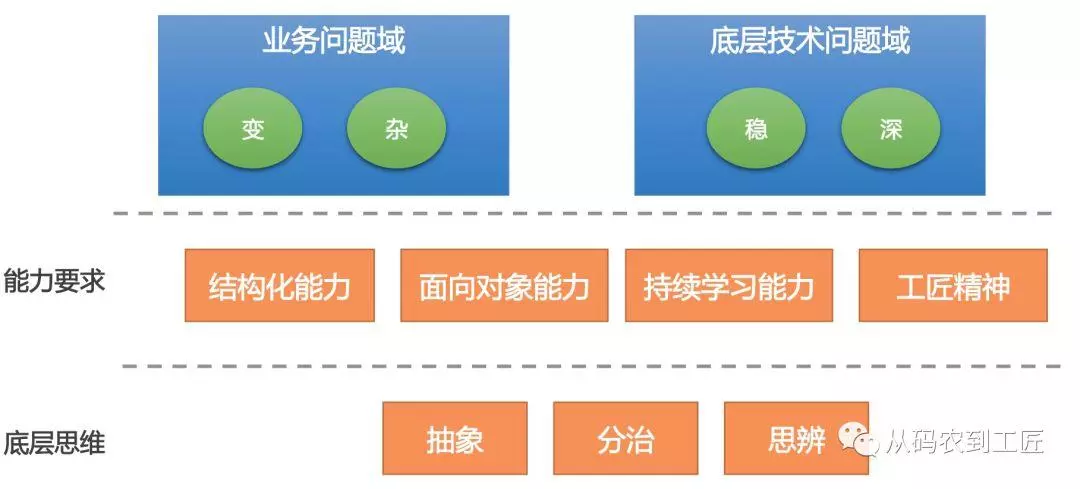 业务问题域
底层技术问题域
变
杂
稳
深
能力要求
结构化能力
面向对象能力
持续学习能力
工匠精神
底层思维
抽象
分治
思辨
从码农到工匠